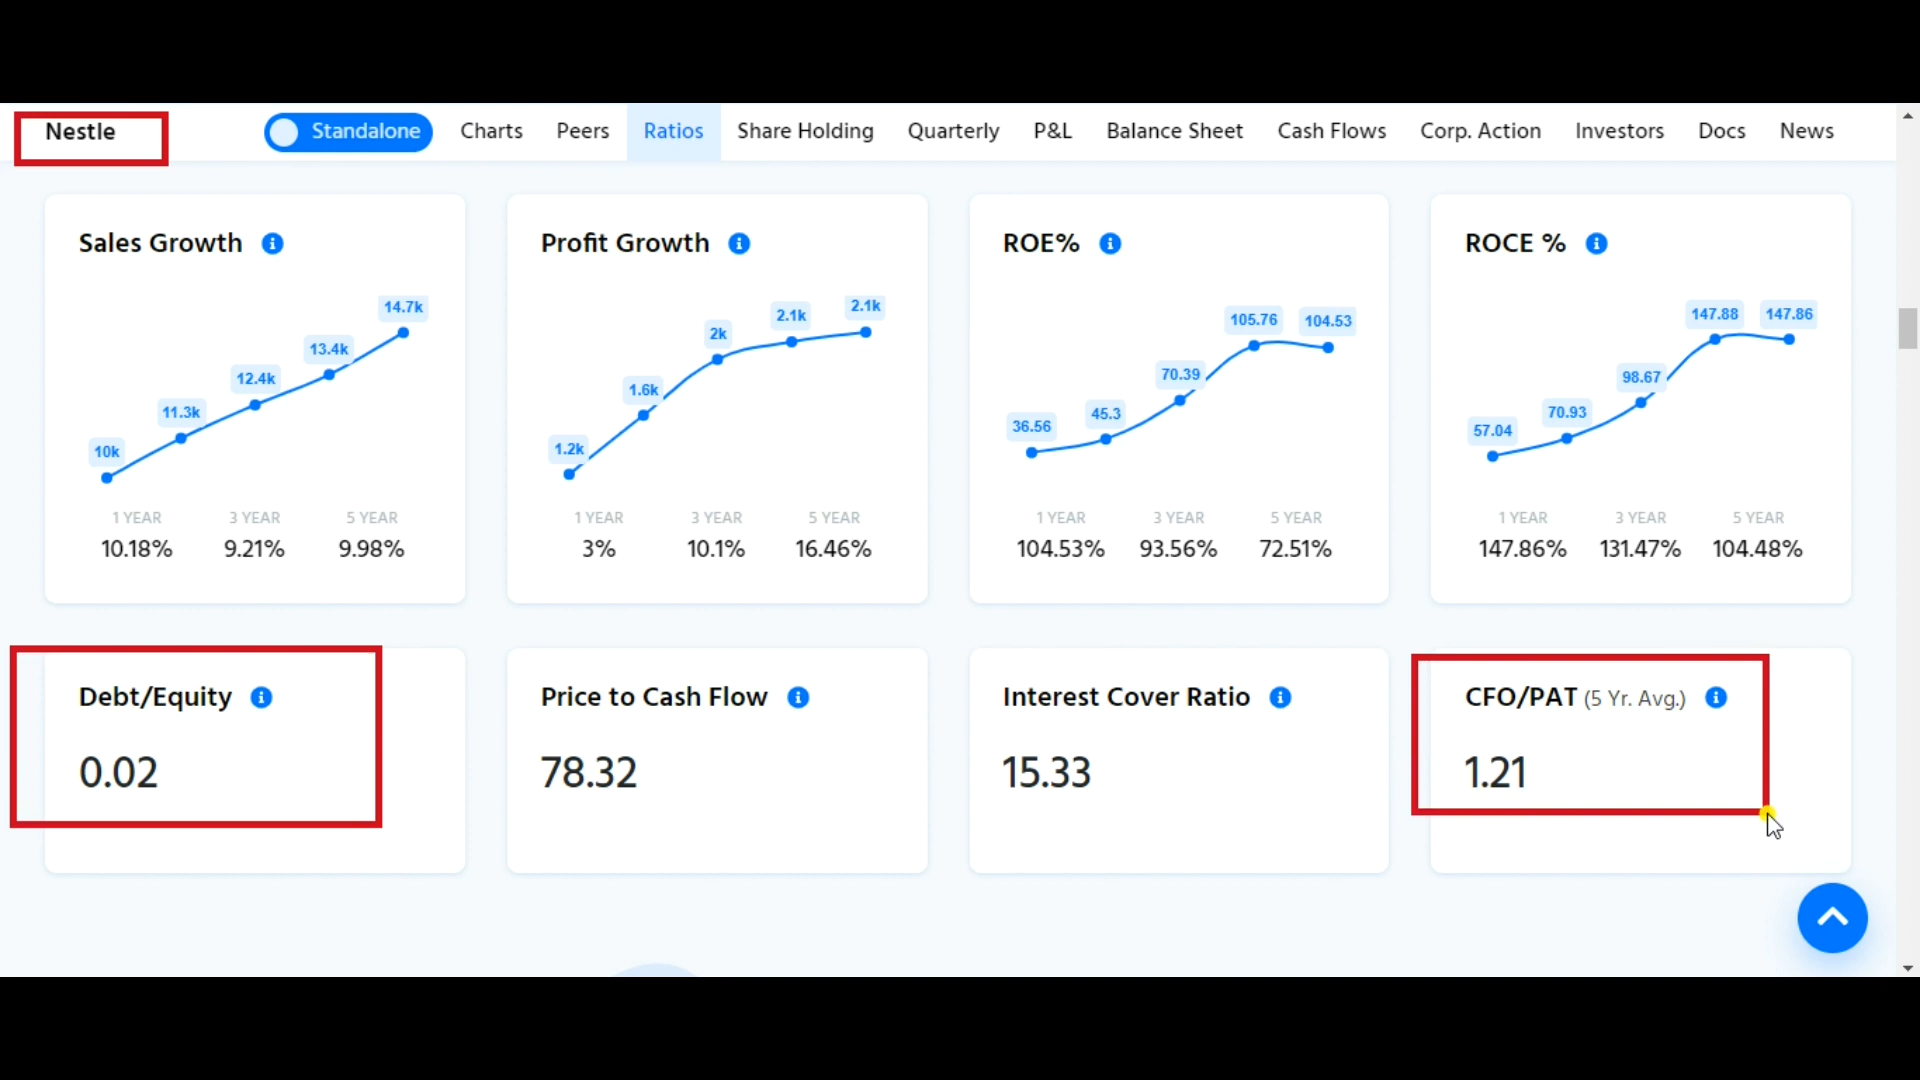 Nestle
Standalone
Charts
Peers
Ratios
Share Holding
Quarterly
P&L
Balance Sheet
Cash Flows
Corp. Action
Investors
Docs
News
Sales Growth
10k
11.3k
12.4k
13.4k
14.7k
1 YEAR 3 YEAR 5 YEAR
10.18% 9.21% 9.98%
Profit Growth
1.2k
1.6k
2k
2.1k
2.1k
1 YEAR 3 YEAR 5 YEAR
3% 10.1% 16.46%
ROE%
36.56
45.3
70.39
105.76
104.53
1 YEAR 3 YEAR 5 YEAR
104.53% 93.56% 72.51%
ROCE %
57.04
70.93
98.67
147.88
147.86
1 YEAR 3 YEAR 5 YEAR
147.86% 131.47% 104.48%
Debt/Equity
0.02
Price to Cash Flow
78.32
Interest Cover Ratio
15.33
CFO/PAT (5 Yr. Avg.)
1.21